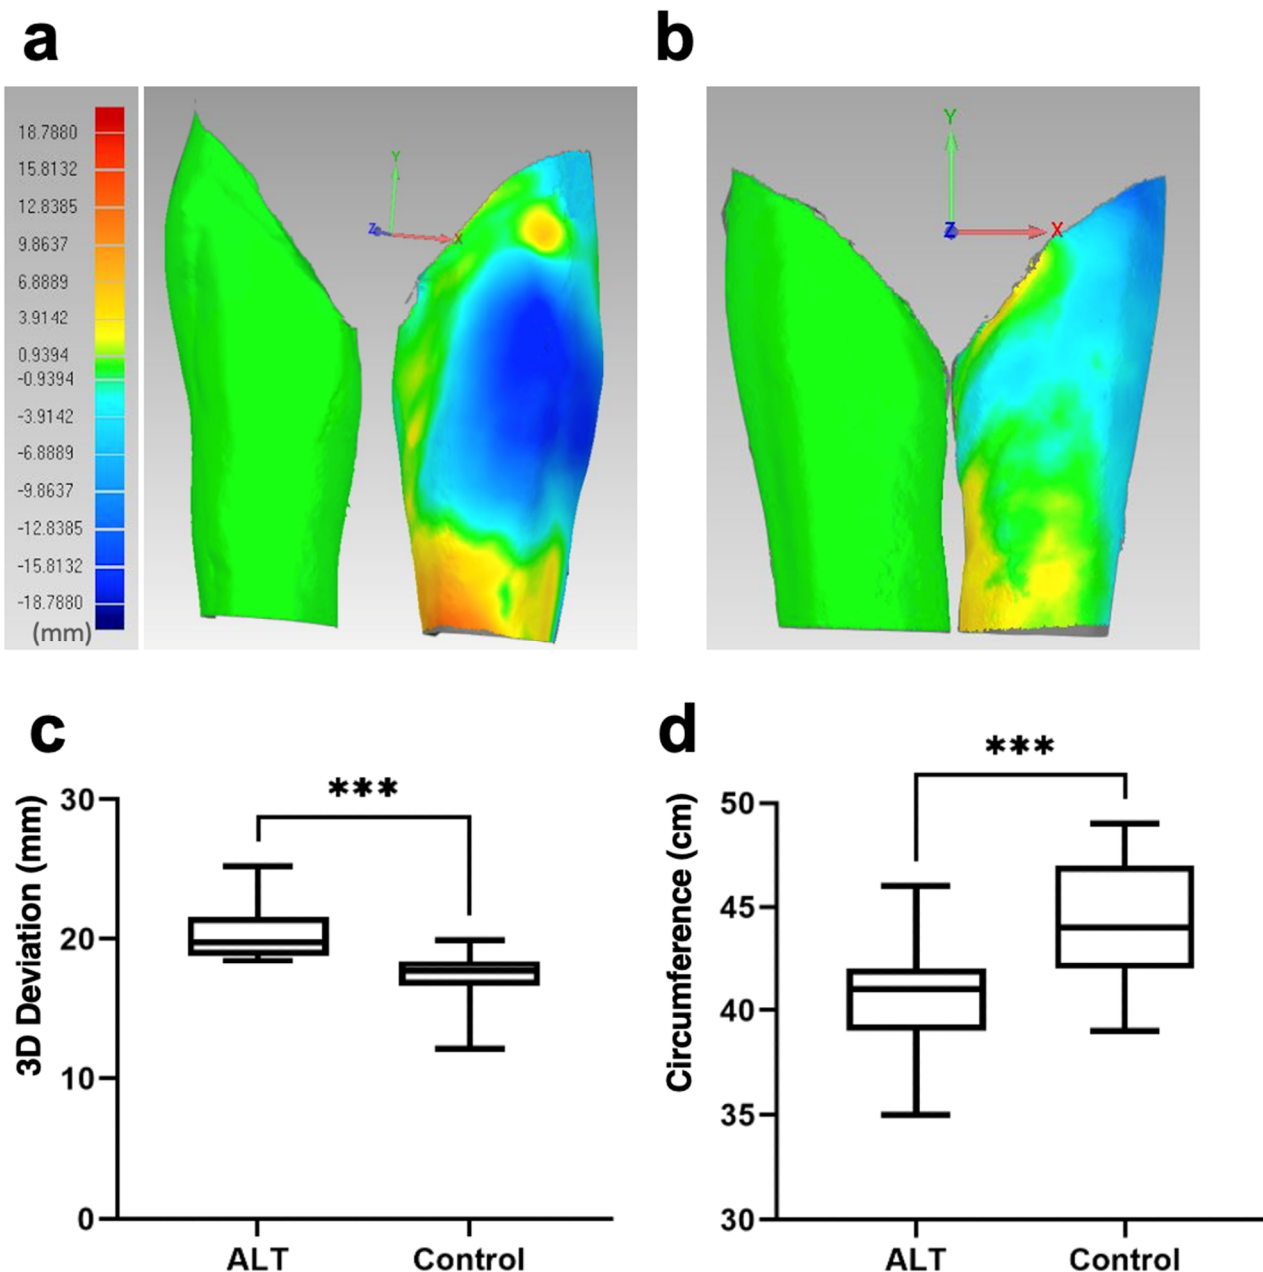 a
b
18.7880
15.8132
12.8385
9.8637
6.8889
3.9142
0.9394
-0.9394
-3.9142
-6.8889
-9.8637
-12.8385
-15.8132
-18.7880
(mm)
Y
Z
X
Y
Z
X
c
d
***
***
3D Deviation (mm)
30
20
10
0
ALT
Control
Circumference (cm)
50
45
40
35
30
ALT
Control